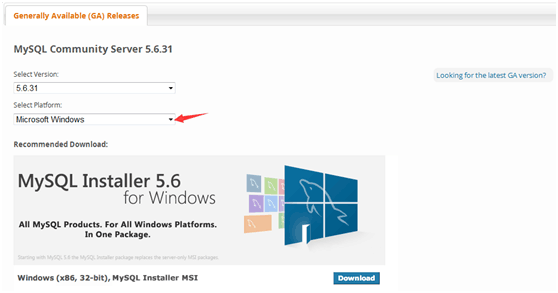 Generally Available (GA) Releases
MySQL Community Server 5.6.31
Select Version:
5.6.31
Looking for the latest GA version?
Select Platform:
Microsoft Windows
Recommended Download:
MySQL Installer 5.6
for Windows
All MySQL Products. For All Windows Platforms.
In One Package.
Starting with MySQL 5.6 the MySQL Installer package replaces the server-only MSI packages.
Windows (x86, 32-bit), MySQL Installer MSI
Download